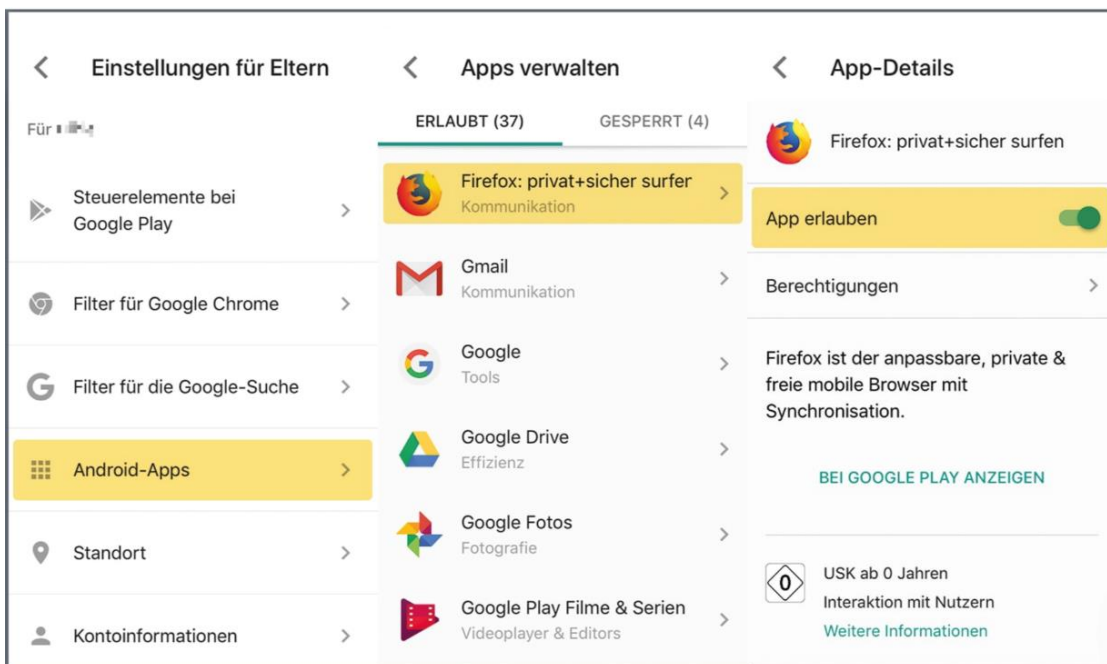 Einstellungen für Eltern
Für
Steuerelemente bei
Google Play
Filter für Google Chrome
Filter für die Google-Suche
Android-Apps
Standort
Kontoinformationen
Apps verwalten
ERLAUBT (37)
GESPERRT (4)
Firefox: privat+sicher surfer
Kommunikation
Gmail
Kommunikation
Google
Tools
Google Drive
Effizienz
Google Fotos
Fotografie
Google Play Filme & Serien
Videoplayer & Editors
App-Details
Firefox: privat+sicher surfen
App erlauben
Berechtigungen
Firefox ist der anpassbare, private &
freie mobile Browser mit
Synchronisation.
BEI GOOGLE PLAY ANZEIGEN
0
USK ab 0 Jahren
Interaktion mit Nutzern
Weitere Informationen